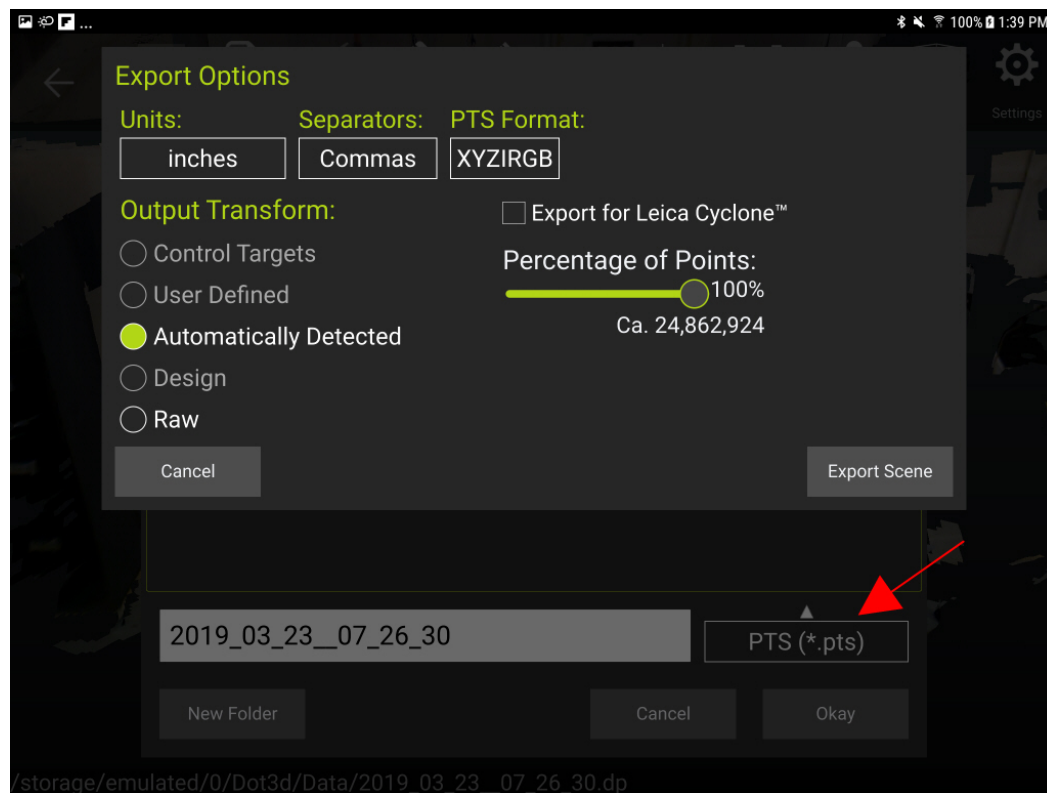 ... 100% 1:39 PM
Export Options
Settings
Units: Separators: PTS Format:
inches Commas XYZIRGB
Output Transform:
Export for Leica Cyclone™
Control Targets
Percentage of Points:
User Defined
100%
Automatically Detected
Ca. 24,862,924
Design
Raw
Cancel Export Scene
2019_03_23__07_26_30 PTS (*.pts)
New Folder Cancel Okay
/storage/emulated/0/Dot3d/Data/2019_03_23__07_26_30.dp